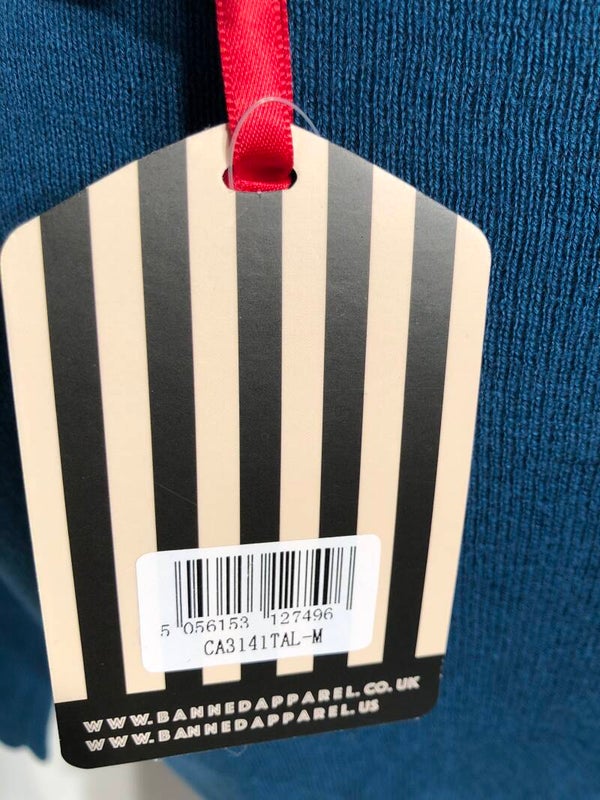 5 056153 127496
CA3141TAL-M
WWW.BANNEDAPPAREL.CO.UK
WWW.BANNEDAPPAREL.US